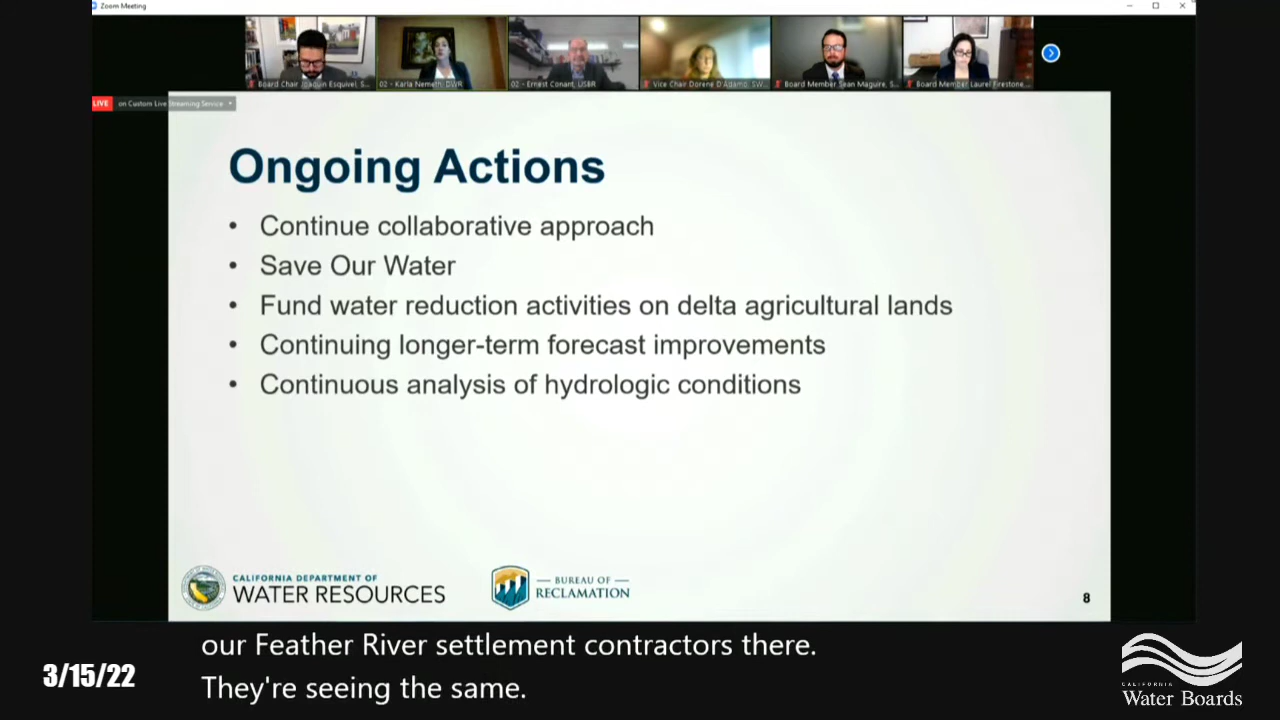 Zoom Meeting
Board Chair Joaquin Esquivel, S...
02 - Karla Nemeth, DWR
02 - Ernest Conant, USBR
Vice Chair Dorene D'Adamo, SW...
Board Member Sean Maguire, S...
Board Member Laurel Firestone,...
LIVE on Custom Live Streaming Service
Ongoing Actions
• Continue collaborative approach
• Save Our Water
• Fund water reduction activities on delta agricultural lands
• Continuing longer-term forecast improvements
• Continuous analysis of hydrologic conditions
CALIFORNIA DEPARTMENT OF
WATER RESOURCES
BUREAU OF
RECLAMATION
8
our Feather River settlement contractors there.
They're seeing the same.
3/15/22
CALIFORNIA
Water Boards